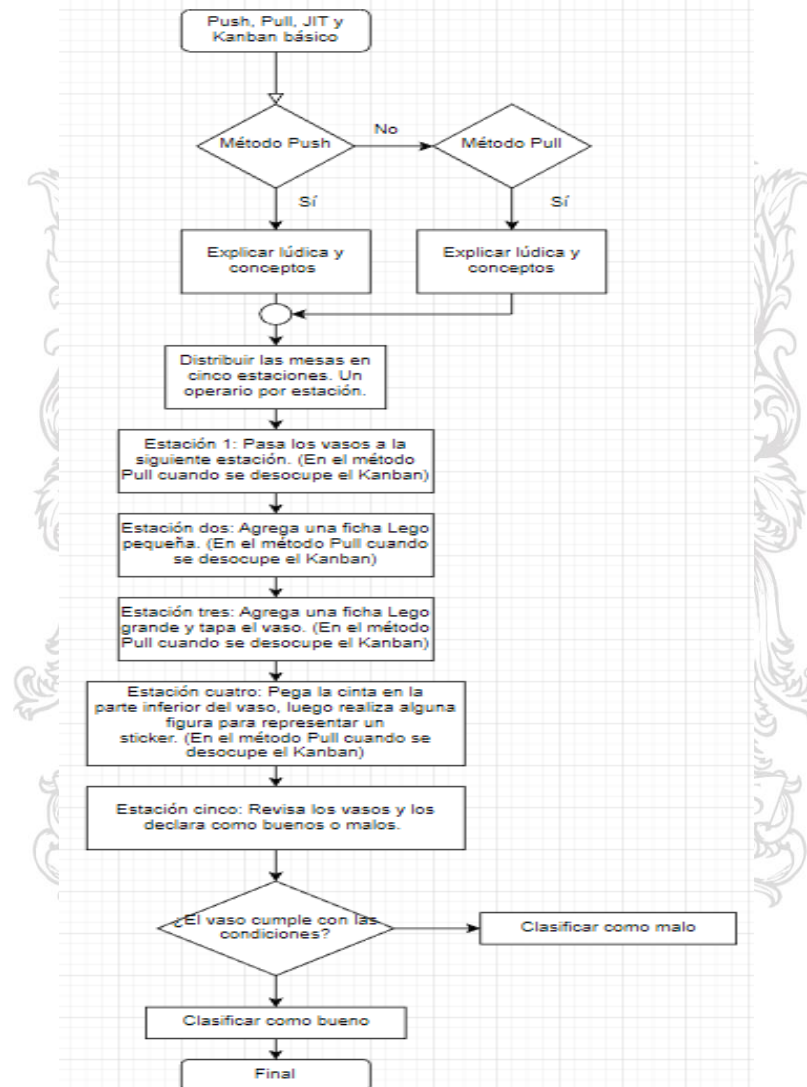 Push, Pull, JIT y
Kanban básico
Método Push
No
Método Pull
Sí
Sí
Explicar lúdica y
conceptos
Explicar lúdica y
conceptos
Distribuir las mesas en
cinco estaciones. Un
operario por estación.
Estación 1: Pasa los vasos a la
siguiente estación. (En el método
Pull cuando se desocupe el Kanban)
Estación dos: Agrega una ficha Lego
pequeña. (En el método Pull cuando
se desocupe el Kanban)
Estación tres: Agrega una ficha Lego
grande y tapa el vaso. (En el método
Pull cuando se desocupe el Kanban)
Estación cuatro: Pega la cinta en la
parte inferior del vaso, luego realiza alguna
figura para representar un
sticker. (En el método Pull cuando se
desocupe el Kanban)
Estación cinco: Revisa los vasos y los
declara como buenos o malos.
¿El vaso cumple con las
condiciones?
Clasificar como malo
Clasificar como bueno
Final